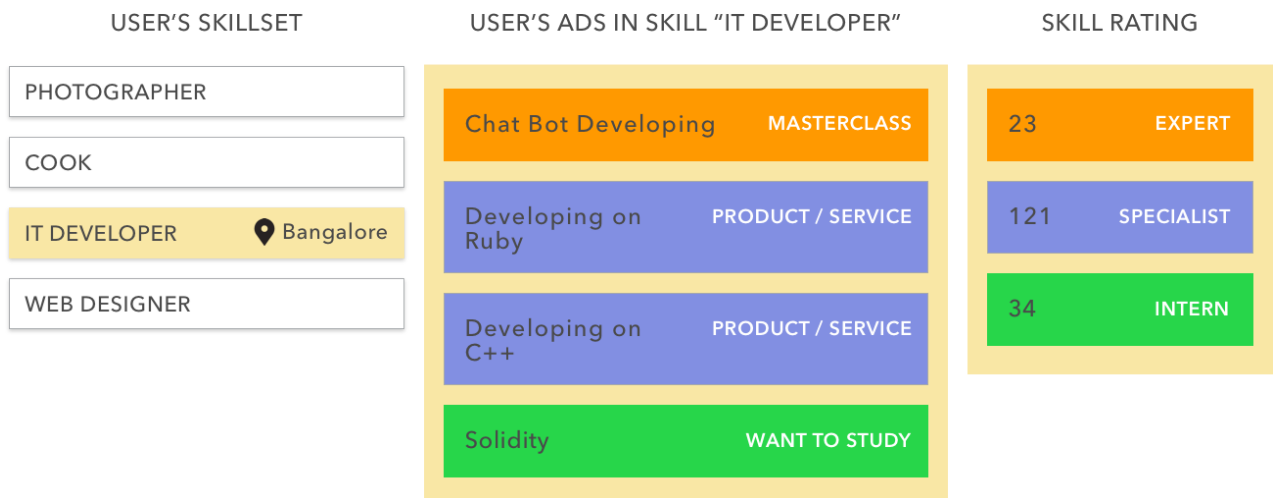 USER’S SKILLSET
PHOTOGRAPHER
COOK
IT DEVELOPER Bangalore
WEB DESIGNER
USER’S ADS IN SKILL “IT DEVELOPER”
Chat Bot Developing MASTERCLASS
Developing on PRODUCT / SERVICE
Ruby
Developing on PRODUCT / SERVICE
C++
Solidity WANT TO STUDY
SKILL RATING
23 EXPERT
121 SPECIALIST
34 INTERN